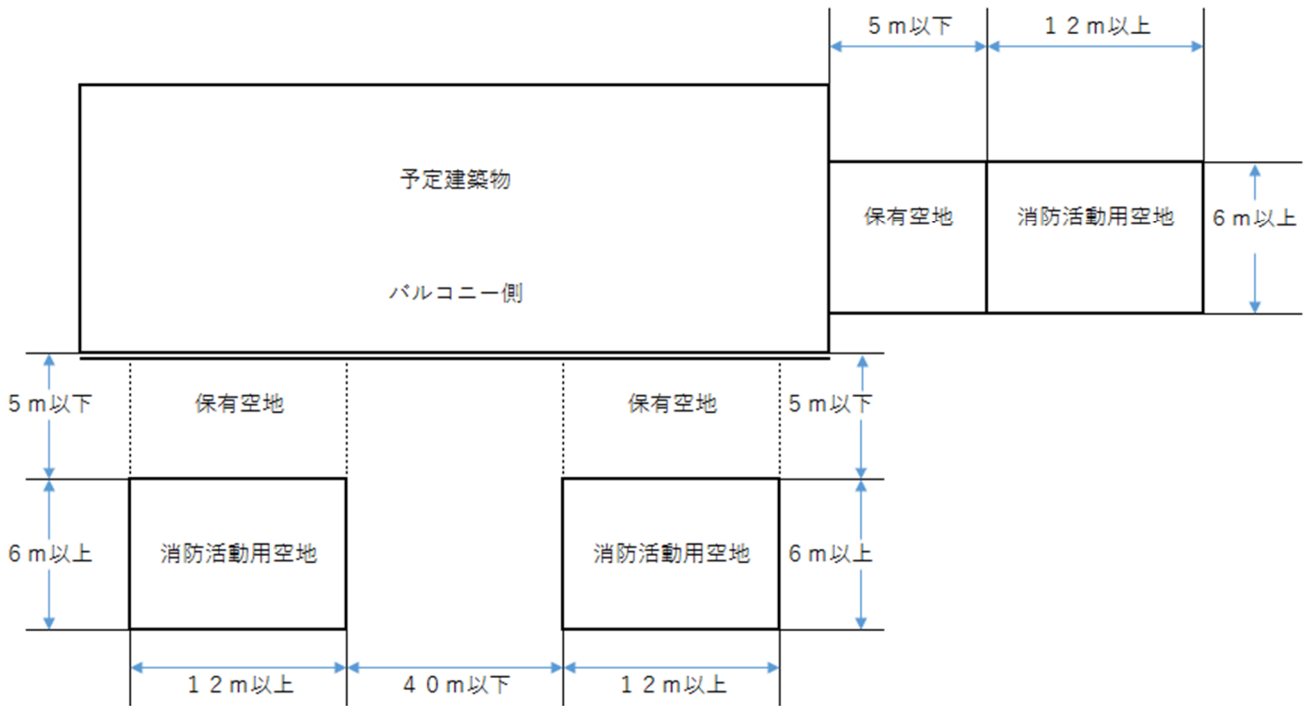 5m以下
12m以上
予定建築物
保有空地
消防活動用空地
6m以上
バルコニー側
5m以下
保有空地
保有空地
5m以下
6m以上
消防活動用空地
消防活動用空地
6m以上
12m以上
40m以下
12m以上